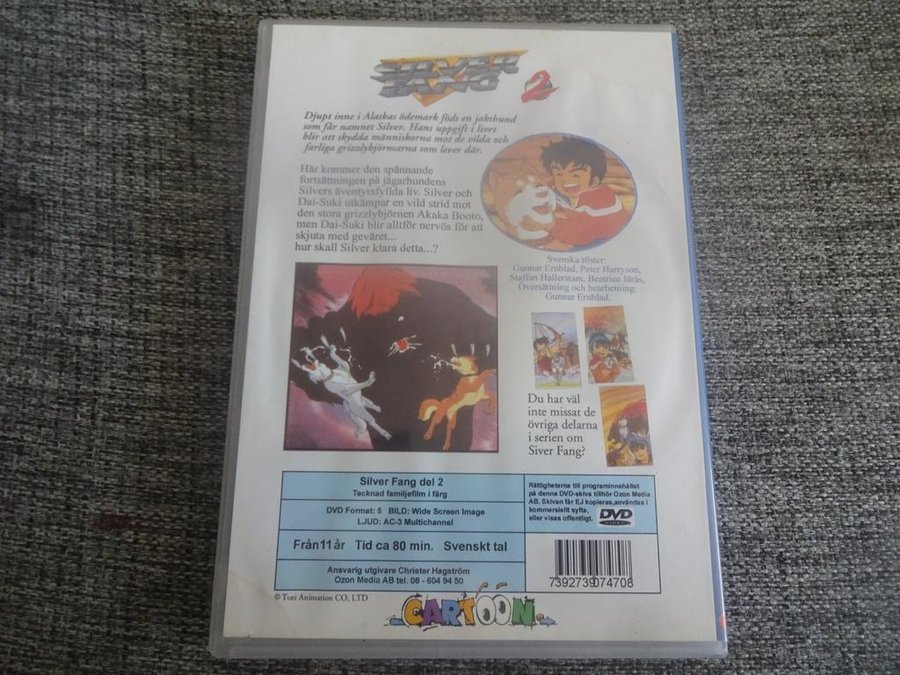 SILVER
FANG
2
Djupt inne i Alaskas ödemark föds en jakthund
som får namnet Silver. Hans uppgift i livet
blir att skydda människorna mot de vilda och
farliga grizzlybjörnarna som lever där.
Här kommer den spännande
fortsättningen på jägarhundens
Silvers äventyrsfyllda liv. Silver och
Dai-Suki utkämpar en vild strid mot
den stora grizzlybjörnen Akaka Booto,
men Dai-Suki blir alltför nervös för att
skjuta med geväret...
hur skall Silver klara detta...?
Svenska röster:
Gunnar Ernblad, Peter Harryson,
Staffan Hallerstam, Beatrice Järås,
Översättning och bearbetning:
Gunnar Ernblad.
Du har väl
inte missat de
övriga delarna
i serien om
Siver Fang?
Silver Fang del 2
Tecknad familjefilm i färg
DVD Format: 5 BILD: Wide Screen Image
LJUD: AC-3 Multichannel
Från 11 år Tid ca 80 min. Svenskt tal
Ansvarig utgivare Christer Hagström
Ozon Media AB tel. 08 - 604 94 50
Rättigheterna till programinnehållet
på denna DVD-skiva tillhör Ozon Media
AB. Skivan får EJ kopieras,användas i
kommersiellt syfte,
eller visas offentligt.
DVD
VIDEO
7392739074708
© Toei Animation CO, LTD
CARTOON